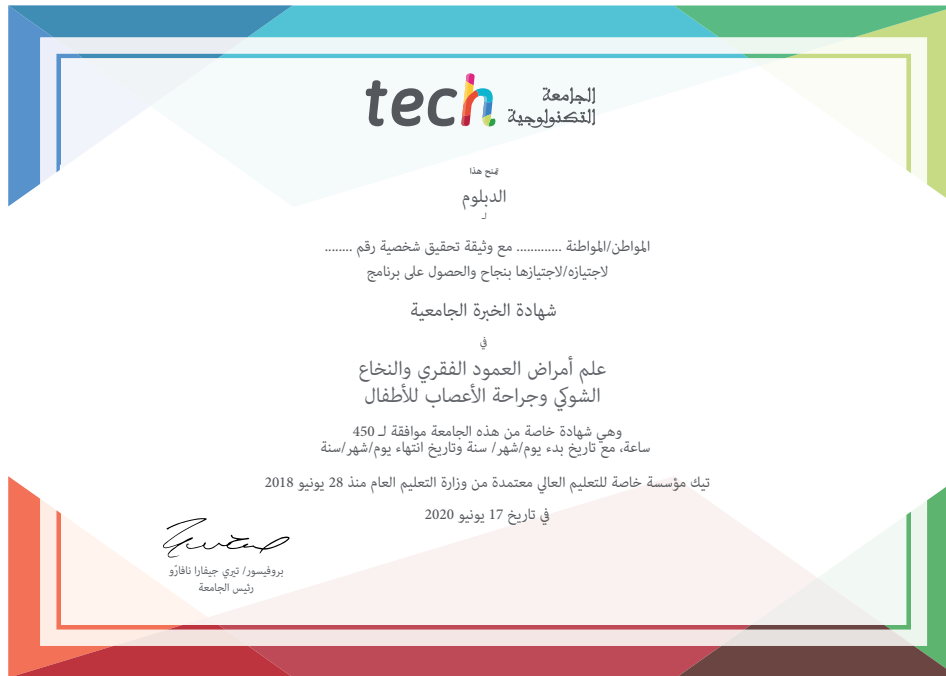 tech الجامعة
التكنولوجية
تمنح هذا
الدبلوم
لـ
المواطن/المواطنة ............. مع وثيقة تحقيق شخصية رقم ........
لاجتيازه/لاجتيازها بنجاح والحصول على برنامج
شهادة الخبرة الجامعية
في
علم أمراض العمود الفقري والنخاع
الشوكي وجراحة الأعصاب للأطفال
وهي شهادة خاصة من هذه الجامعة موافقة لـ 450
ساعة، مع تاريخ بدء يوم/شهر/ سنة وتاريخ انتهاء يوم/شهر/سنة
تيك مؤسسة خاصة للتعليم العالي معتمدة من وزارة التعليم العام منذ 28 يونيو 2018
في تاريخ 17 يونيو 2020
بروفيسور/ تيري جيفارا نافارّو
رئيس الجامعة